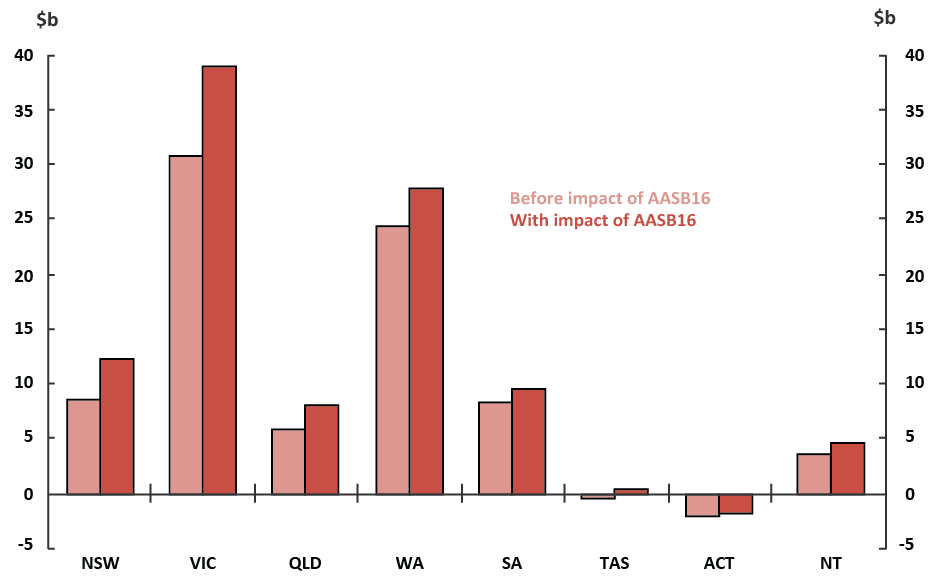 $b
$b
40
40
35
35
30
30
Before impact of AASB16
With impact of AASB16
25
25
20
20
15
15
10
10
5
5
0
0
-5
-5
NSW
VIC
QLD
WA
SA
TAS
ACT
NT